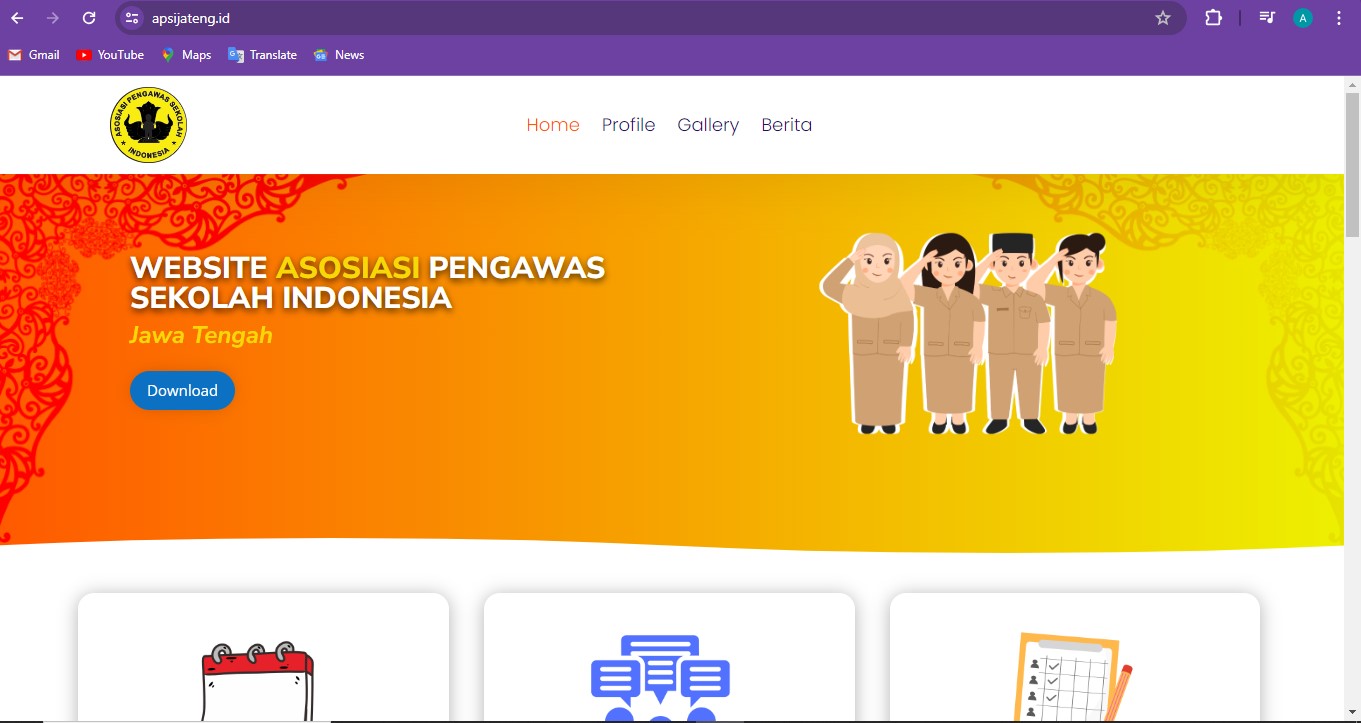 apsijateng.id
A
Gmail
YouTube
Maps
Translate
News
ASOSIASI PENGAWAS SEKOLAH
INDONESIA
Home
Profile
Gallery
Berita
WEBSITE ASOSIASI PENGAWAS
SEKOLAH INDONESIA
Jawa Tengah
Download